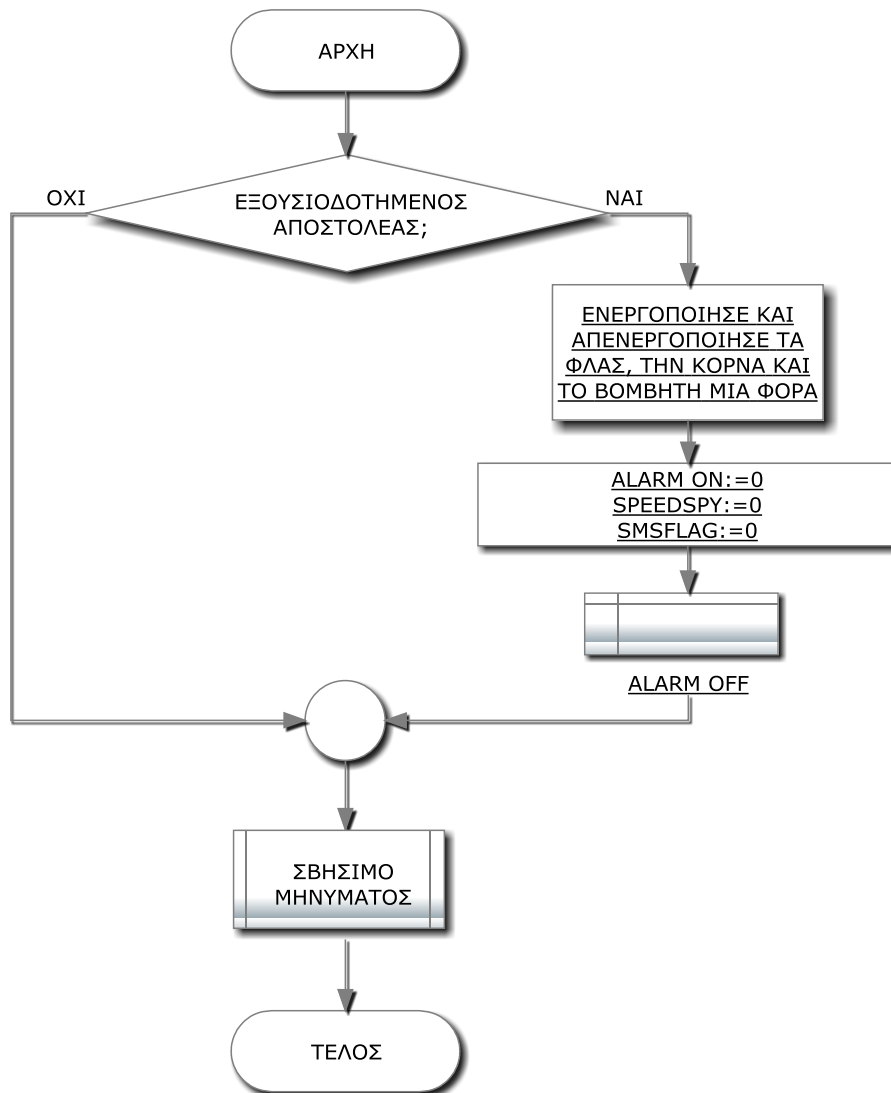 ΑΡΧΗ
ΟΧΙ
ΕΞΟΥΣΙΟΔΟΤΗΜΕΝΟΣ
ΑΠΟΣΤΟΛΕΑΣ;
ΝΑΙ
ΕΝΕΡΓΟΠΟΙΗΣΕ ΚΑΙ
ΑΠΕΝΕΡΓΟΠΟΙΗΣΕ ΤΑ
ΦΛΑΣ, ΤΗΝ ΚΟΡΝΑ ΚΑΙ
ΤΟ ΒΟΜΒΗΤΗ ΜΙΑ ΦΟΡΑ
ALARM ON:=0
SPEEDSPY:=0
SMSFLAG:=0
ALARM OFF
ΣΒΗΣΙΜΟ
ΜΗΝΥΜΑΤΟΣ
ΤΕΛΟΣ